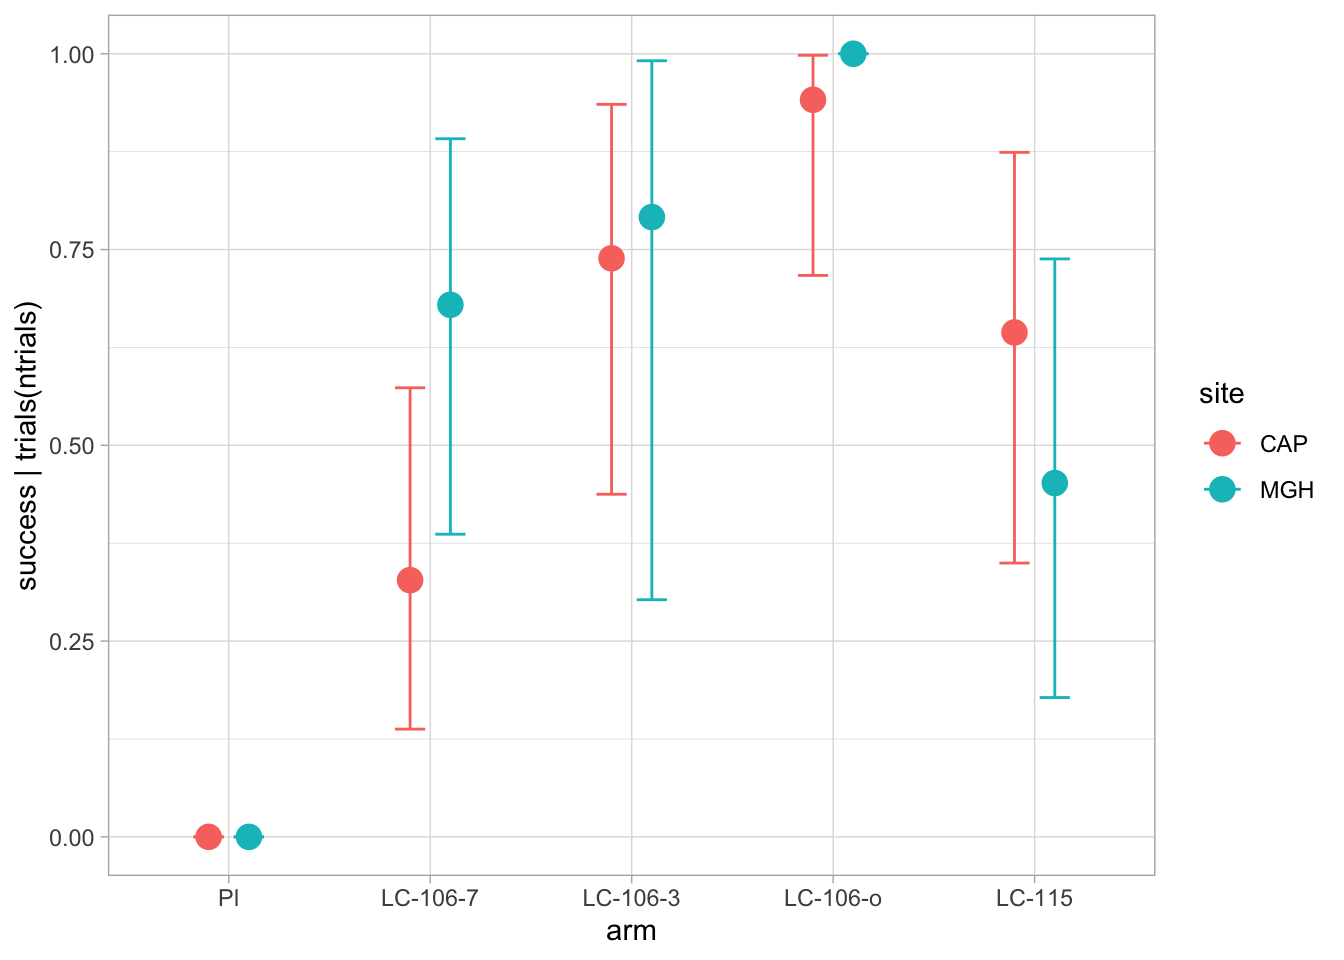 1.00
0.75
0.50
0.25
0.00
success | trials(ntrials)
PI LC-106-7 LC-106-3 LC-106-o LC-115
arm
site
CAP
MGH